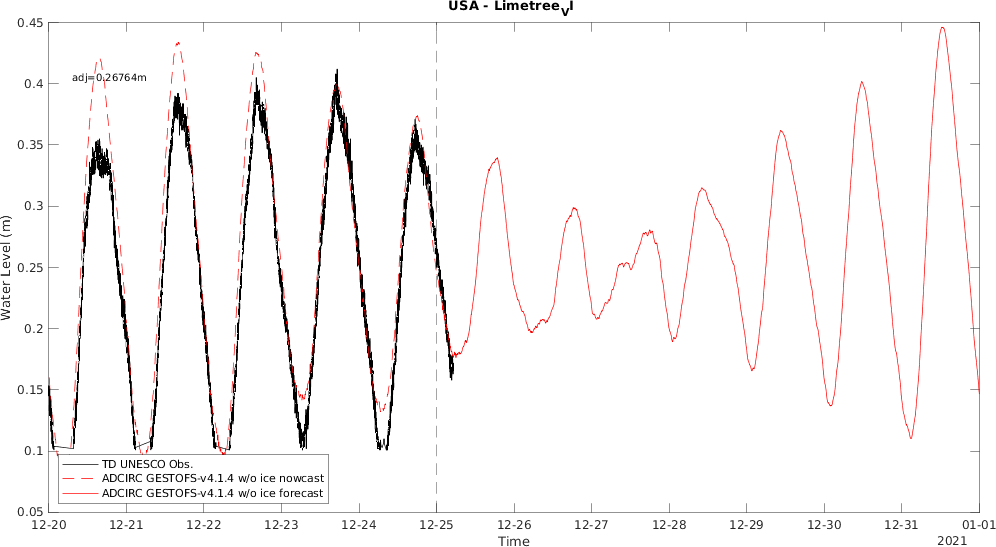 USA - LimetreeVI
0.45
0.4
0.35
0.3
0.25
0.2
0.15
0.1
0.05
Water Level (m)
adj=0.26764m
TD UNESCO Obs.
ADCIRC GESTOFS-v4.1.4 w/o ice nowcast
ADCIRC GESTOFS-v4.1.4 w/o ice forecast
12-20 12-21 12-22 12-23 12-24 12-25 12-26 12-27 12-28 12-29 12-30 12-31 01-01
Time
2021